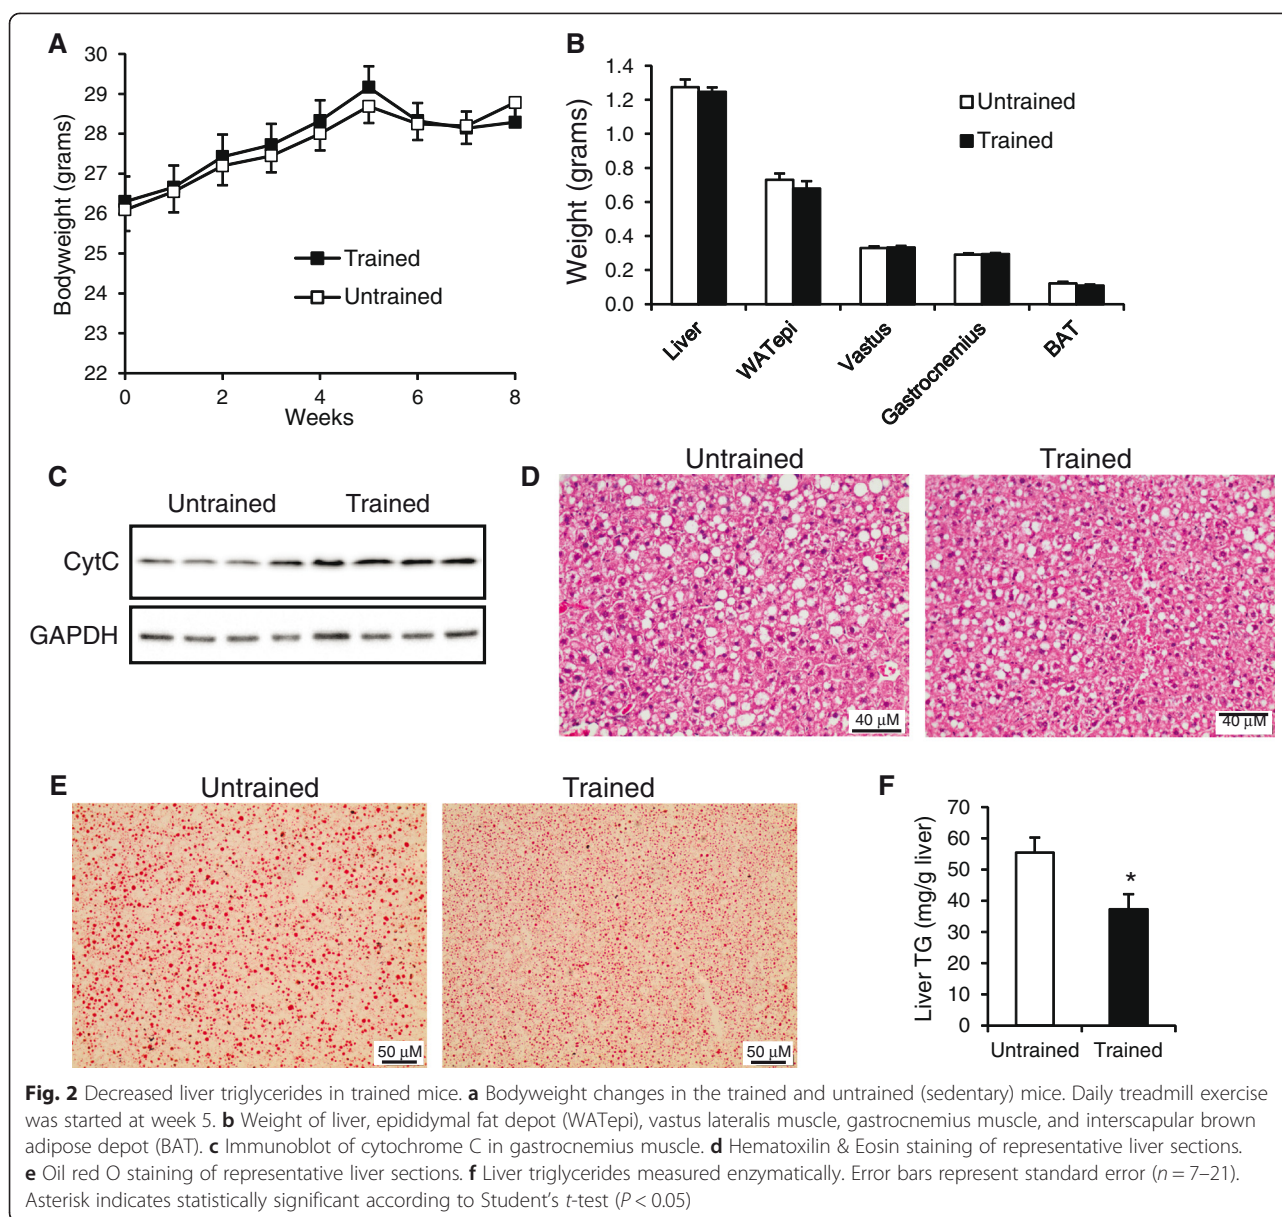 A
30
29
28
27
26
25
24
23
22
Bodyweight (grams)
0
2
4
6
8
Weeks
Trained
Untrained
B
1.4
1.2
1.0
0.8
0.6
0.4
0.2
0.0
Weight (grams)
Untrained
Trained
Liver
WATepi
Vastus
Gastrocnemius
BAT
C
Untrained
Trained
CytC
GAPDH
D
Untrained
Trained
40 µM
40 µM
E
Untrained
Trained
50 µM
50 µM
F
70
60
50
40
30
20
10
0
Liver TG (mg/g liver)
*
Untrained
Trained
Fig. 2 Decreased liver triglycerides in trained mice. a Bodyweight changes in the trained and untrained (sedentary) mice. Daily treadmill exercise
was started at week 5. b Weight of liver, epididymal fat depot (WATepi), vastus lateralis muscle, gastrocnemius muscle, and interscapular brown
adipose depot (BAT). c Immunoblot of cytochrome C in gastrocnemius muscle. d Hematoxilin & Eosin staining of representative liver sections.
e Oil red O staining of representative liver sections. f Liver triglycerides measured enzymatically. Error bars represent standard error (n = 7–21).
Asterisk indicates statistically significant according to Student's t-test (P < 0.05)